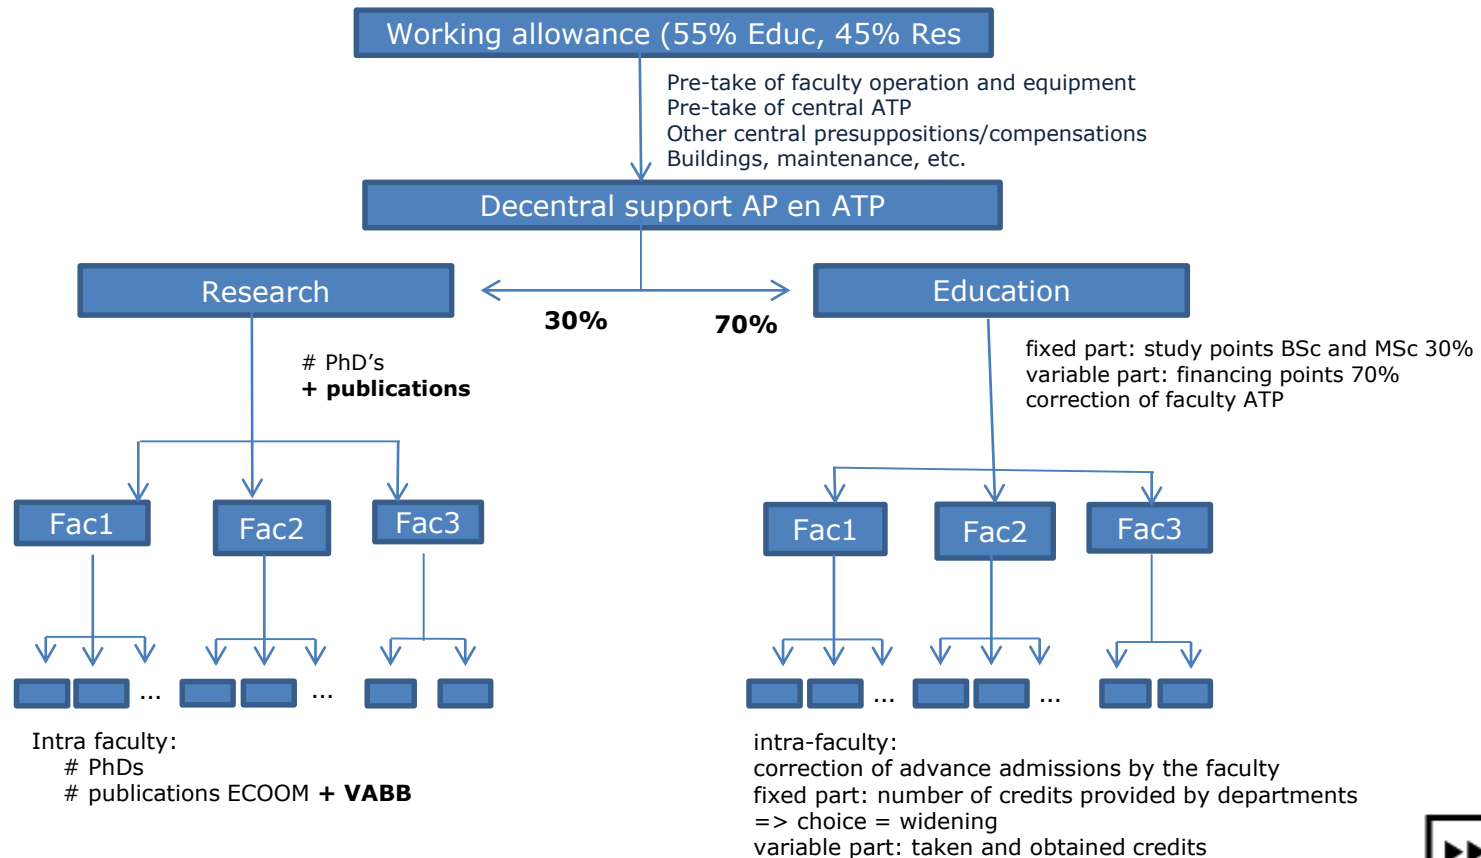 Working allowance (55% Educ, 45% Res
Pre-take of faculty operation and equipment
Pre-take of central ATP
Other central presuppositions/compensations
Buildings, maintenance, etc.
Decentral support AP en ATP
Research
Education
30%
70%
# PhD's
+ publications
fixed part: study points BSc and MSc 30%
variable part: financing points 70%
correction of faculty ATP
Fac1
Fac2
Fac3
Fac1
Fac2
Fac3
...
...
...
...
Intra faculty:
# PhDs
# publications ECOOM + VABB
intra-faculty:
correction of advance admissions by the faculty
fixed part: number of credits provided by departments
=> choice = widening
variable part: taken and obtained credits